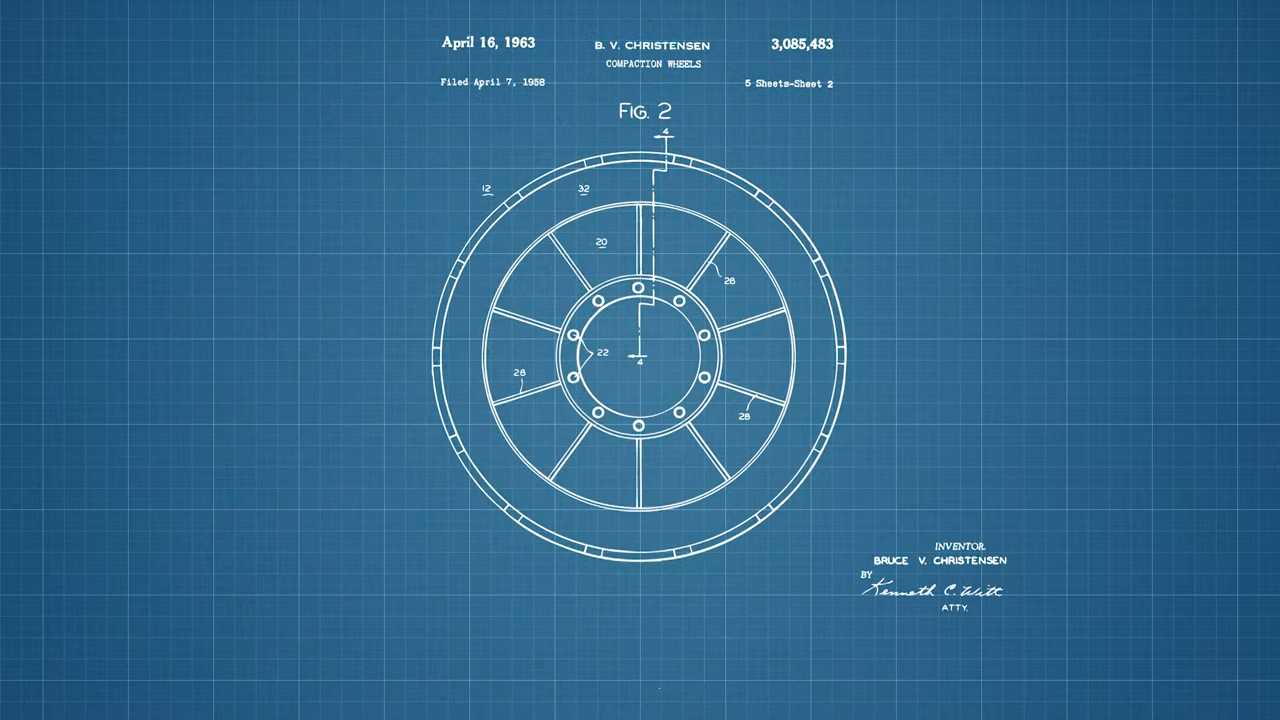 April 16, 1963
B. V. CHRISTENSEN
3,085,483
COMPACTION WHEELS
Filed April 7, 1958
5 Sheets-Sheet 2
FIG. 2
4
12
32
20
28
22
4
28
28
INVENTOR.
BRUCE V. CHRISTENSEN
BY
Kenneth C. Witt
ATTY.